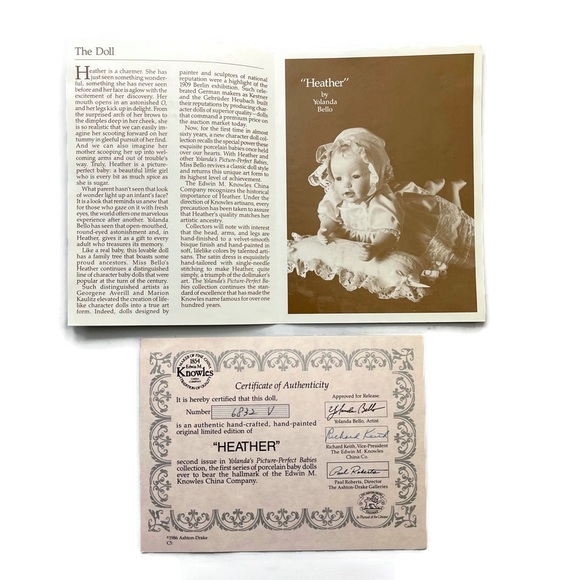 The Doll
Heather is a charmer. She has
just seen something wonder-
ful, something she has never seen
before and her face is aglow with the
excitement of her discovery. Her
mouth opens in an astonished O,
and her legs kick up in delight. From
the surprised arch of her brow to
the dimples deep in her cheek, she
is so realistic that we can easily im-
agine her scooting forward on her
tummy in gleeful pursuit of her find.
And we can also imagine her
mother scooping her up into wel-
coming arms and out of trouble's
way. Truly, Heather is a picture-
perfect baby: a beautiful little girl
who is every bit as much spice as
she is sugar.
What parent hasn't seen that look
of wonder light up an infant's face?
It is a look that reminds us anew that
for those who gaze on it with fresh
eyes, the world offers one marvelous
experience after another. Yolanda
Bello has seen that open-mouthed,
round-eyed astonishment, and in
Heather, gives it as a gift to every
adult who treasures its memory.
Like a real baby, this lovable doll
has a family tree that boasts some
proud ancestors. Miss Bello's
Heather continues a distinguished
line of character baby dolls that were
popular at the turn of the century.
Such distinguished artists as
Georgene Averill and Marion
Kaulitz elevated the creation of life-
like character dolls into a true art
form. Indeed, dolls designed by
painter and sculptors of national
reputation were a highlight of the
1909 Berlin exhibition. Such cele-
brated German makers as Kestner
and the Gebrüder Heubach built
their reputations by producing char-
acter dolls of superior quality—dolls
that command a premium price on
the auction market today.
Now, for the first time in almost
sixty years, a new character doll col-
lection recalls the special power these
exquisite porcelain babies once held
over our hearts. With Heather and
other Yolanda's Picture-Perfect Babies,
Miss Bello revives a classic doll style
and returns this unique art form to
its highest level of achievement.
The Edwin M. Knowles China
Company recognizes the historical
importance of Heather. Under the
direction of Knowles artisans, every
precaution has been taken to assure
that Heather's quality matches her
artistic ancestry.
Collectors will note with interest
that the head, arms, and legs are
hand-finished to a velvet-smooth
bisque finish and hand-painted in
soft, lifelike colors by talented artisans.
The satin dress is exquisitely
hand-tailored with single-needle
stitching to make Heather, quite
simply, a triumph of the dollmaker's
art. The Yolanda's Picture-Perfect Ba-
bies collection continues the stand-
ard of excellence that has made the
Knowles name famous for over one
hundred years.
"Heather"
by
Yolanda
Bello
MAKER OF FINE CHINA
1854
Edwin M.
Knowles
CHINA
COMPANY
TRADITION OF QUALITY
Certificate of Authenticity
It is hereby certified that this doll,
Number 6832 V
is an authentic hand-crafted, hand-painted
original limited edition of
"HEATHER"
second issue in Yolanda's Picture-Perfect Babies
collection, the first series of porcelain baby dolls
ever to bear the hallmark of the Edwin M.
Knowles China Company.
©1986 Ashton-Drake
CS
Approved for Release
Yolanda Bello
Yolanda Bello, Artist
Richard Keith
Richard Keith, Vice-President
The Edwin M. Knowles
China Co.
Paul Roberts
Paul Roberts, Director
The Ashton-Drake Galleries